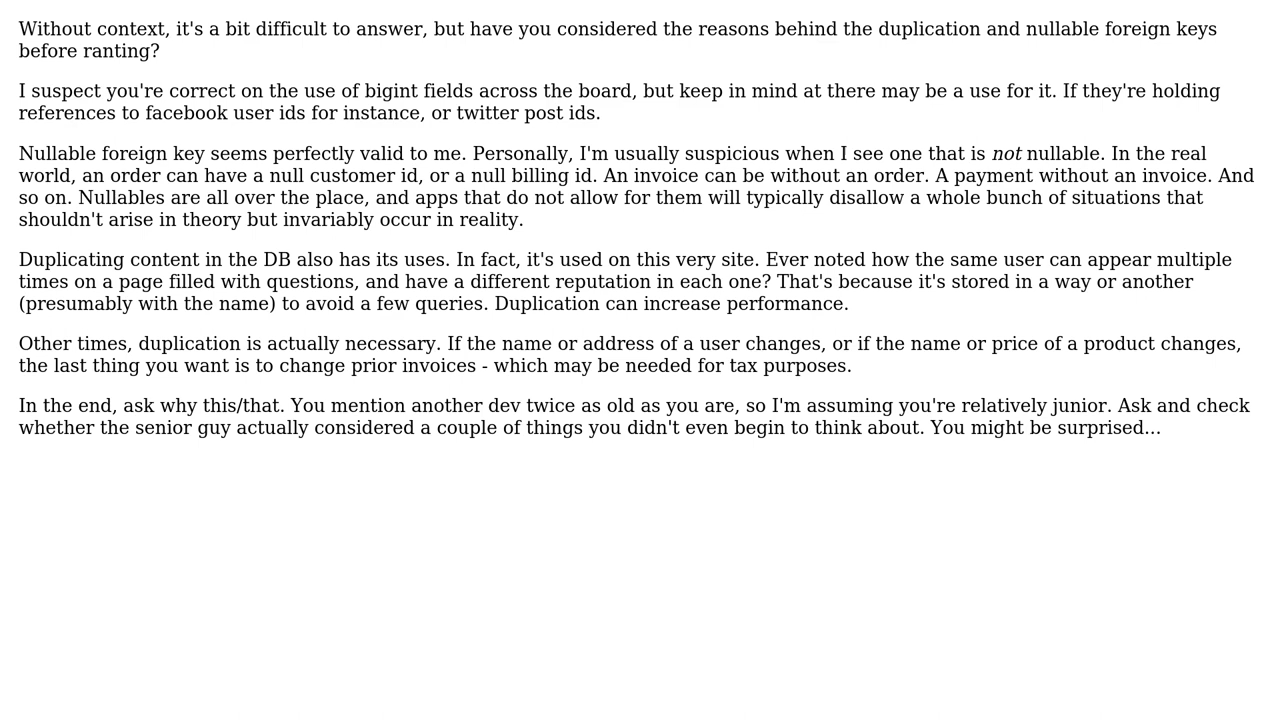 Without context, it's a bit difficult to answer, but have you considered the reasons behind the duplication and nullable foreign keys
before ranting?
I suspect you're correct on the use of bigint fields across the board, but keep in mind at there may be a use for it. If they're holding
references to facebook user ids for instance, or twitter post ids.
Nullable foreign key seems perfectly valid to me. Personally, I'm usually suspicious when I see one that is not nullable. In the real
world, an order can have a null customer id, or a null billing id. An invoice can be without an order. A payment without an invoice. And
so on. Nullables are all over the place, and apps that do not allow for them will typically disallow a whole bunch of situations that
shouldn't arise in theory but invariably occur in reality.
Duplicating content in the DB also has its uses. In fact, it's used on this very site. Ever noted how the same user can appear multiple
times on a page filled with questions, and have a different reputation in each one? That's because it's stored in a way or another
(presumably with the name) to avoid a few queries. Duplication can increase performance.
Other times, duplication is actually necessary. If the name or address of a user changes, or if the name or price of a product changes,
the last thing you want is to change prior invoices - which may be needed for tax purposes.
In the end, ask why this/that. You mention another dev twice as old as you are, so I'm assuming you're relatively junior. Ask and check
whether the senior guy actually considered a couple of things you didn't even begin to think about. You might be surprised...